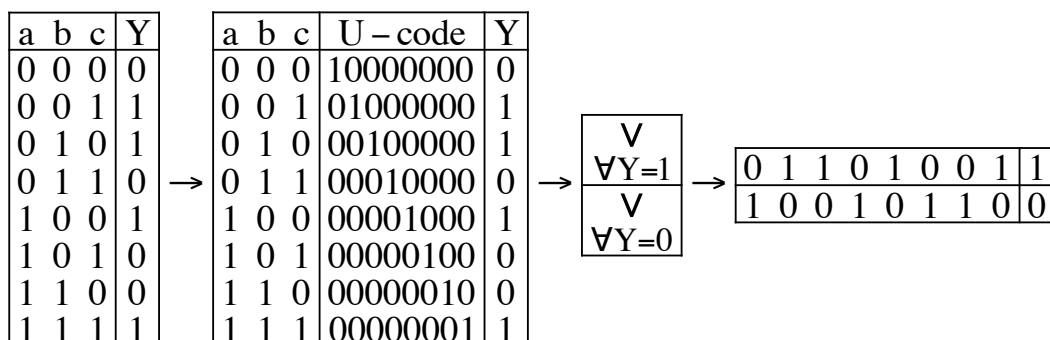 a b c Y
0 0 0 0
0 0 1 1
0 1 0 1
0 1 1 0
1 0 0 1
1 0 1 0
1 1 0 0
1 1 1 1
→
a b c U – code Y
0 0 0 10000000 0
0 0 1 01000000 1
0 1 0 00100000 1
0 1 1 00010000 0
1 0 0 00001000 1
1 0 1 00000100 0
1 1 0 00000010 0
1 1 1 00000001 1
→
∨
∀Y=1
∨
∀Y=0
→
0 1 1 0 1 0 0 1 1
1 0 0 1 0 1 1 0 0